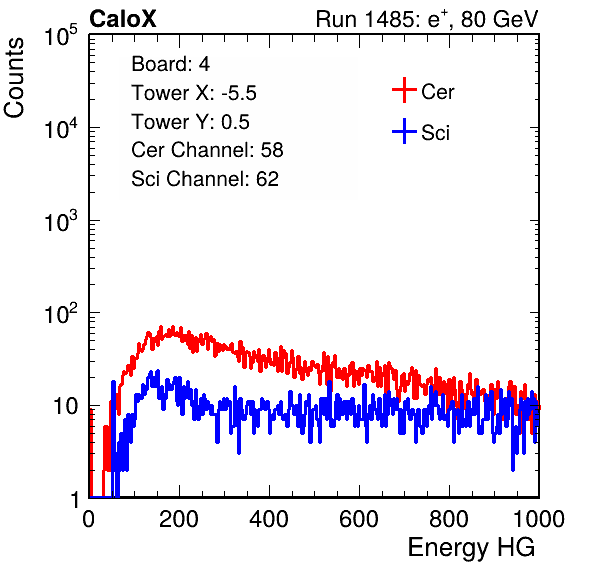 CaloX Run 1485: e+, 80 GeV
Counts
Board: 4
Tower X: -5.5
Tower Y: 0.5
Cer Channel: 58
Sci Channel: 62
Cer
Sci
10^5
10^4
10^3
10^2
10
1
0 200 400 600 800 1000
Energy HG